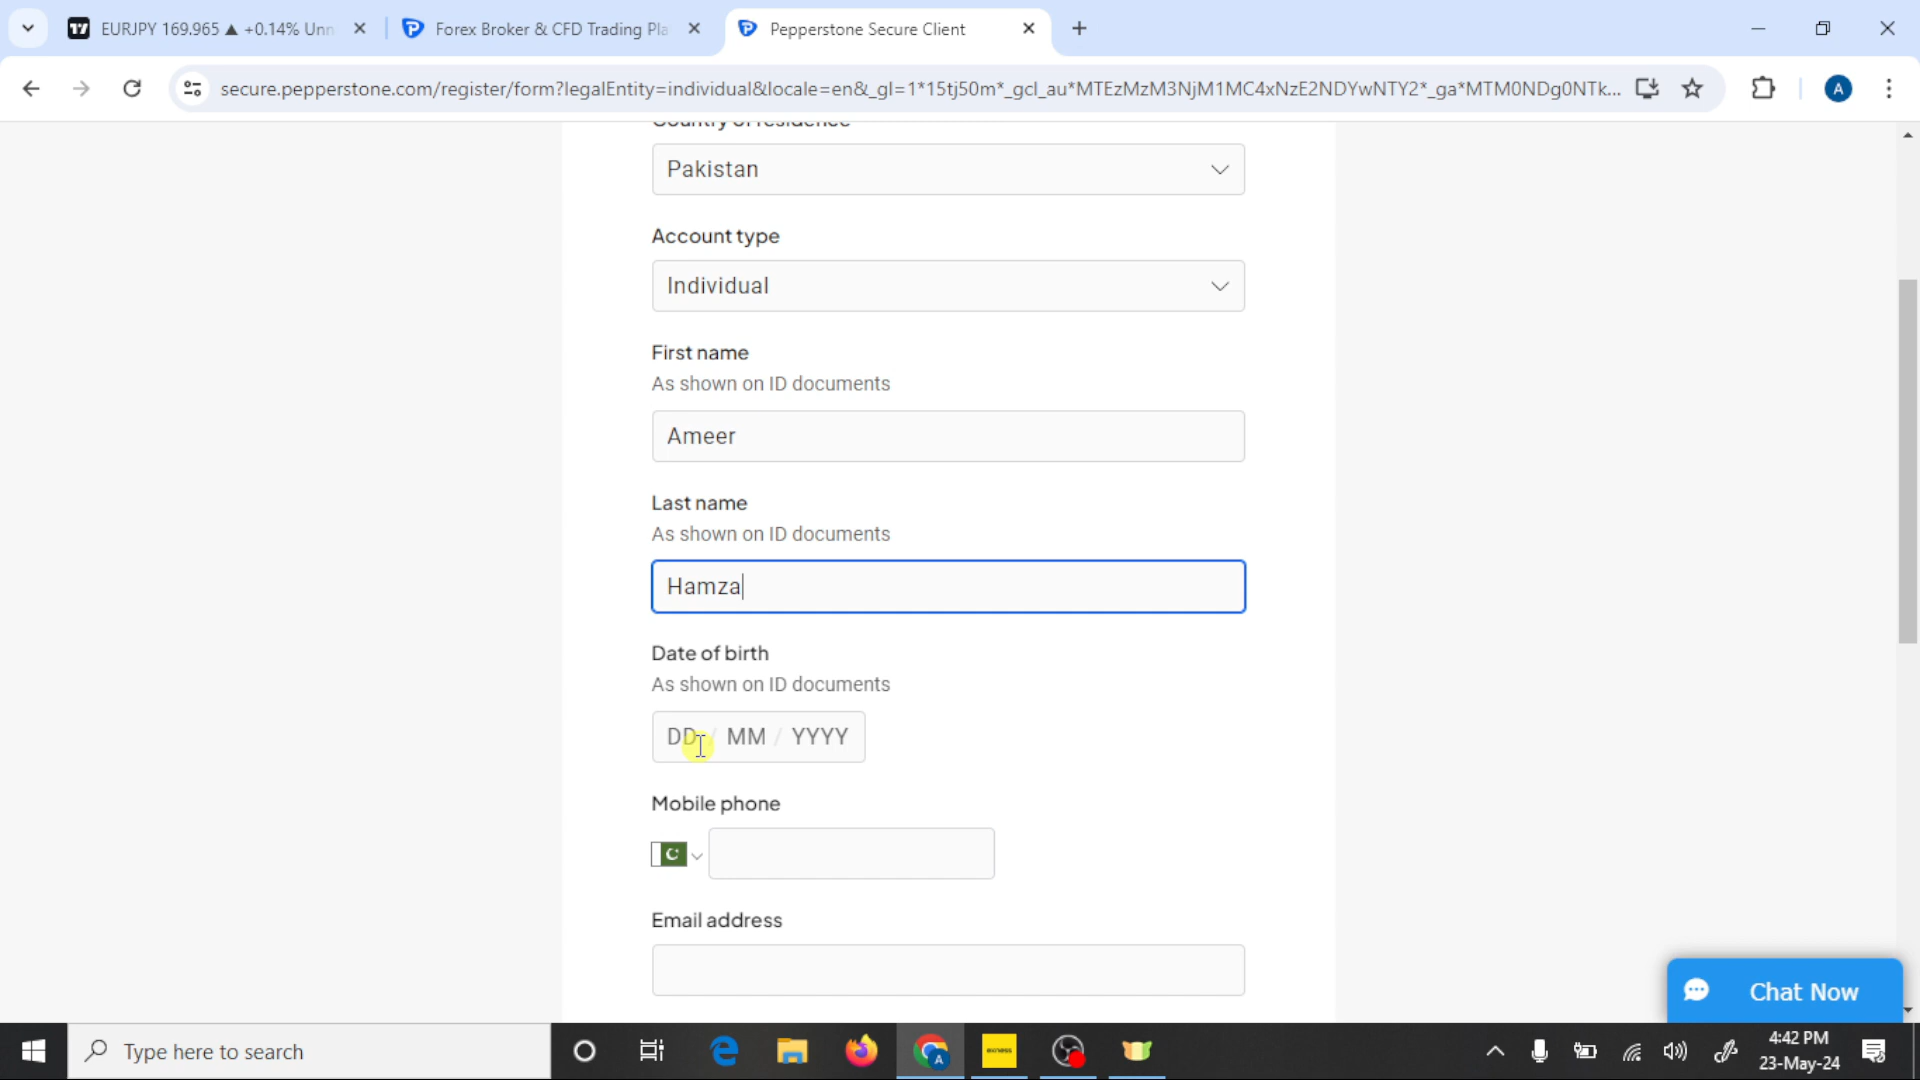 EURJPY 169.965 ▲ +0.14% Unn
Forex Broker & CFD Trading Pla
Pepperstone Secure Client
secure.pepperstone.com/register/form?legalEntity=individual&locale=en&_gl=1*15tj50m*_gcl_au*MTEzMzM3NjM1MC4xNzE2NDYwNTY2*_ga*MTM0NDg0NTk...
A
Country of residence
Pakistan
Account type
Individual
First name
As shown on ID documents
Ameer
Last name
As shown on ID documents
Hamza
Date of birth
As shown on ID documents
DD / MM / YYYY
Mobile phone
Email address
Chat Now
Type here to search
A
exness
4:42 PM
23-May-24